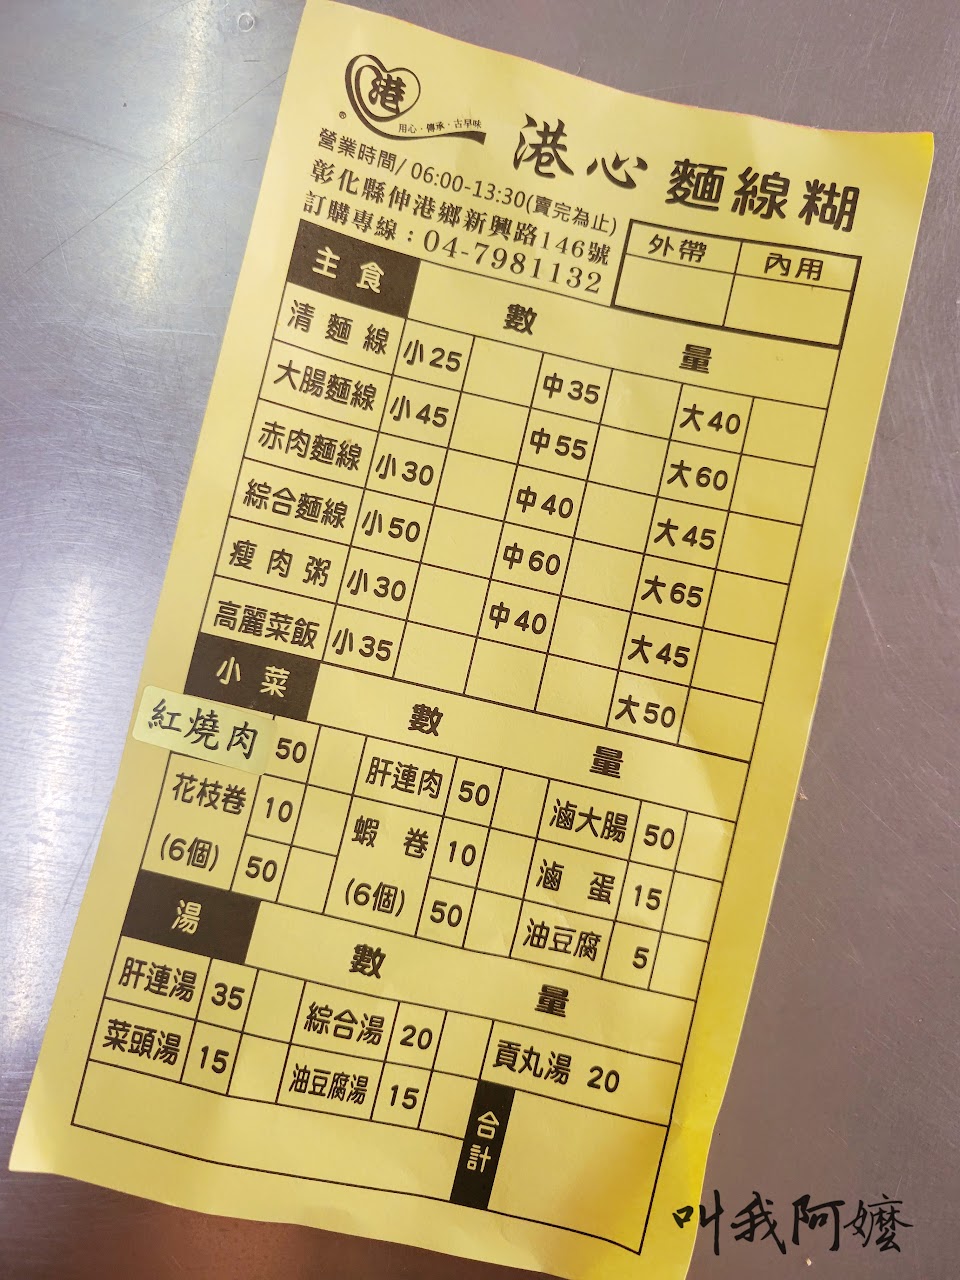 港
®
用心·傳承·古早味
港心 麵線糊
營業時間/ 06:00-13:30(賣完為止)
彰化縣伸港鄉新興路146號
訂購專線：04-7981132
外帶 內用
主食 數量
清麵線 小25 中35 大40
大腸麵線 小45 中55 大60
赤肉麵線 小30 中40 大45
綜合麵線 小50 中60 大65
瘦肉粥 小30 中40 大45
高麗菜飯 小35 大50
小菜 數量
紅燒肉 50 肝連肉 50 滷大腸 50
花枝卷 10 蝦卷 10 滷蛋 15
(6個) 50 (6個) 50 油豆腐 5
湯 數量
肝連湯 35 綜合湯 20 貢丸湯 20
菜頭湯 15 油豆腐湯 15
合計
叫我阿嬤